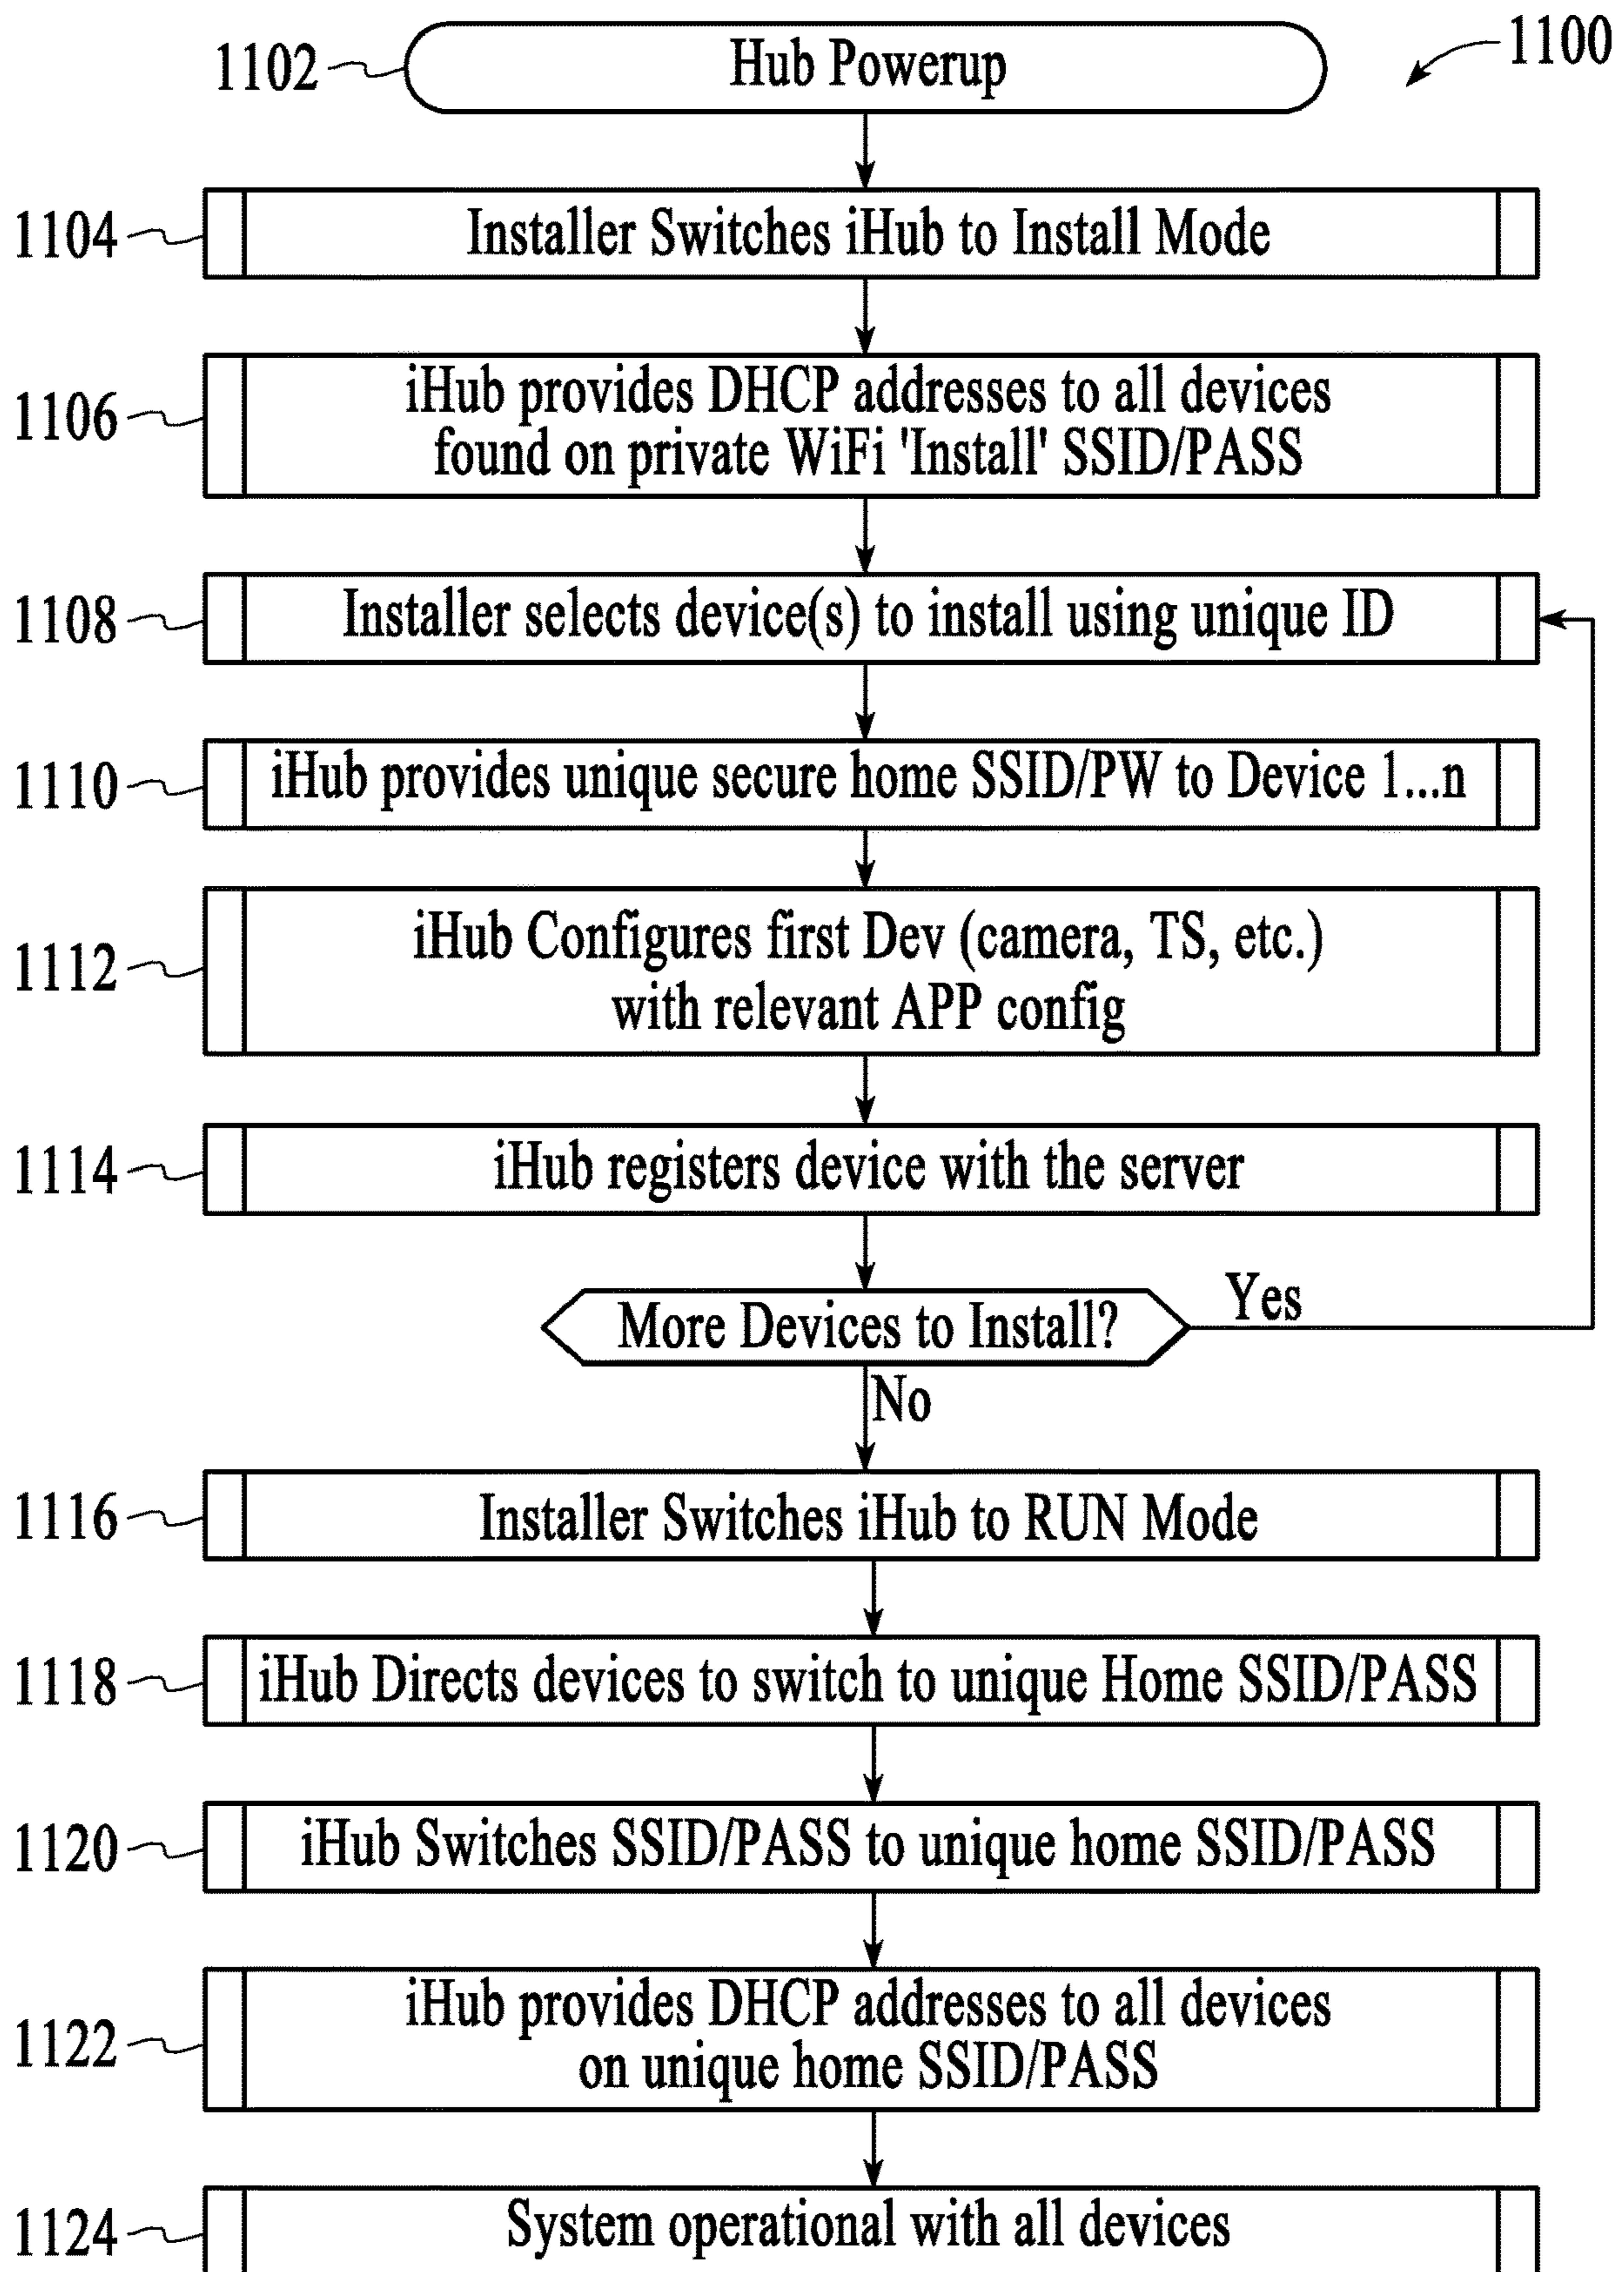 1100
1102 Hub Powerup
1104 Installer Switches iHub to Install Mode
1106 iHub provides DHCP addresses to all devices
found on private WiFi 'Install' SSID/PASS
1108 Installer selects device(s) to install using unique ID
1110 iHub provides unique secure home SSID/PW to Device 1...n
1112 iHub Configures first Dev (camera, TS, etc.)
with relevant APP config
1114 iHub registers device with the server
More Devices to Install?
Yes
No
1116 Installer Switches iHub to RUN Mode
1118 iHub Directs devices to switch to unique Home SSID/PASS
1120 iHub Switches SSID/PASS to unique home SSID/PASS
1122 iHub provides DHCP addresses to all devices
on unique home SSID/PASS
1124 System operational with all devices